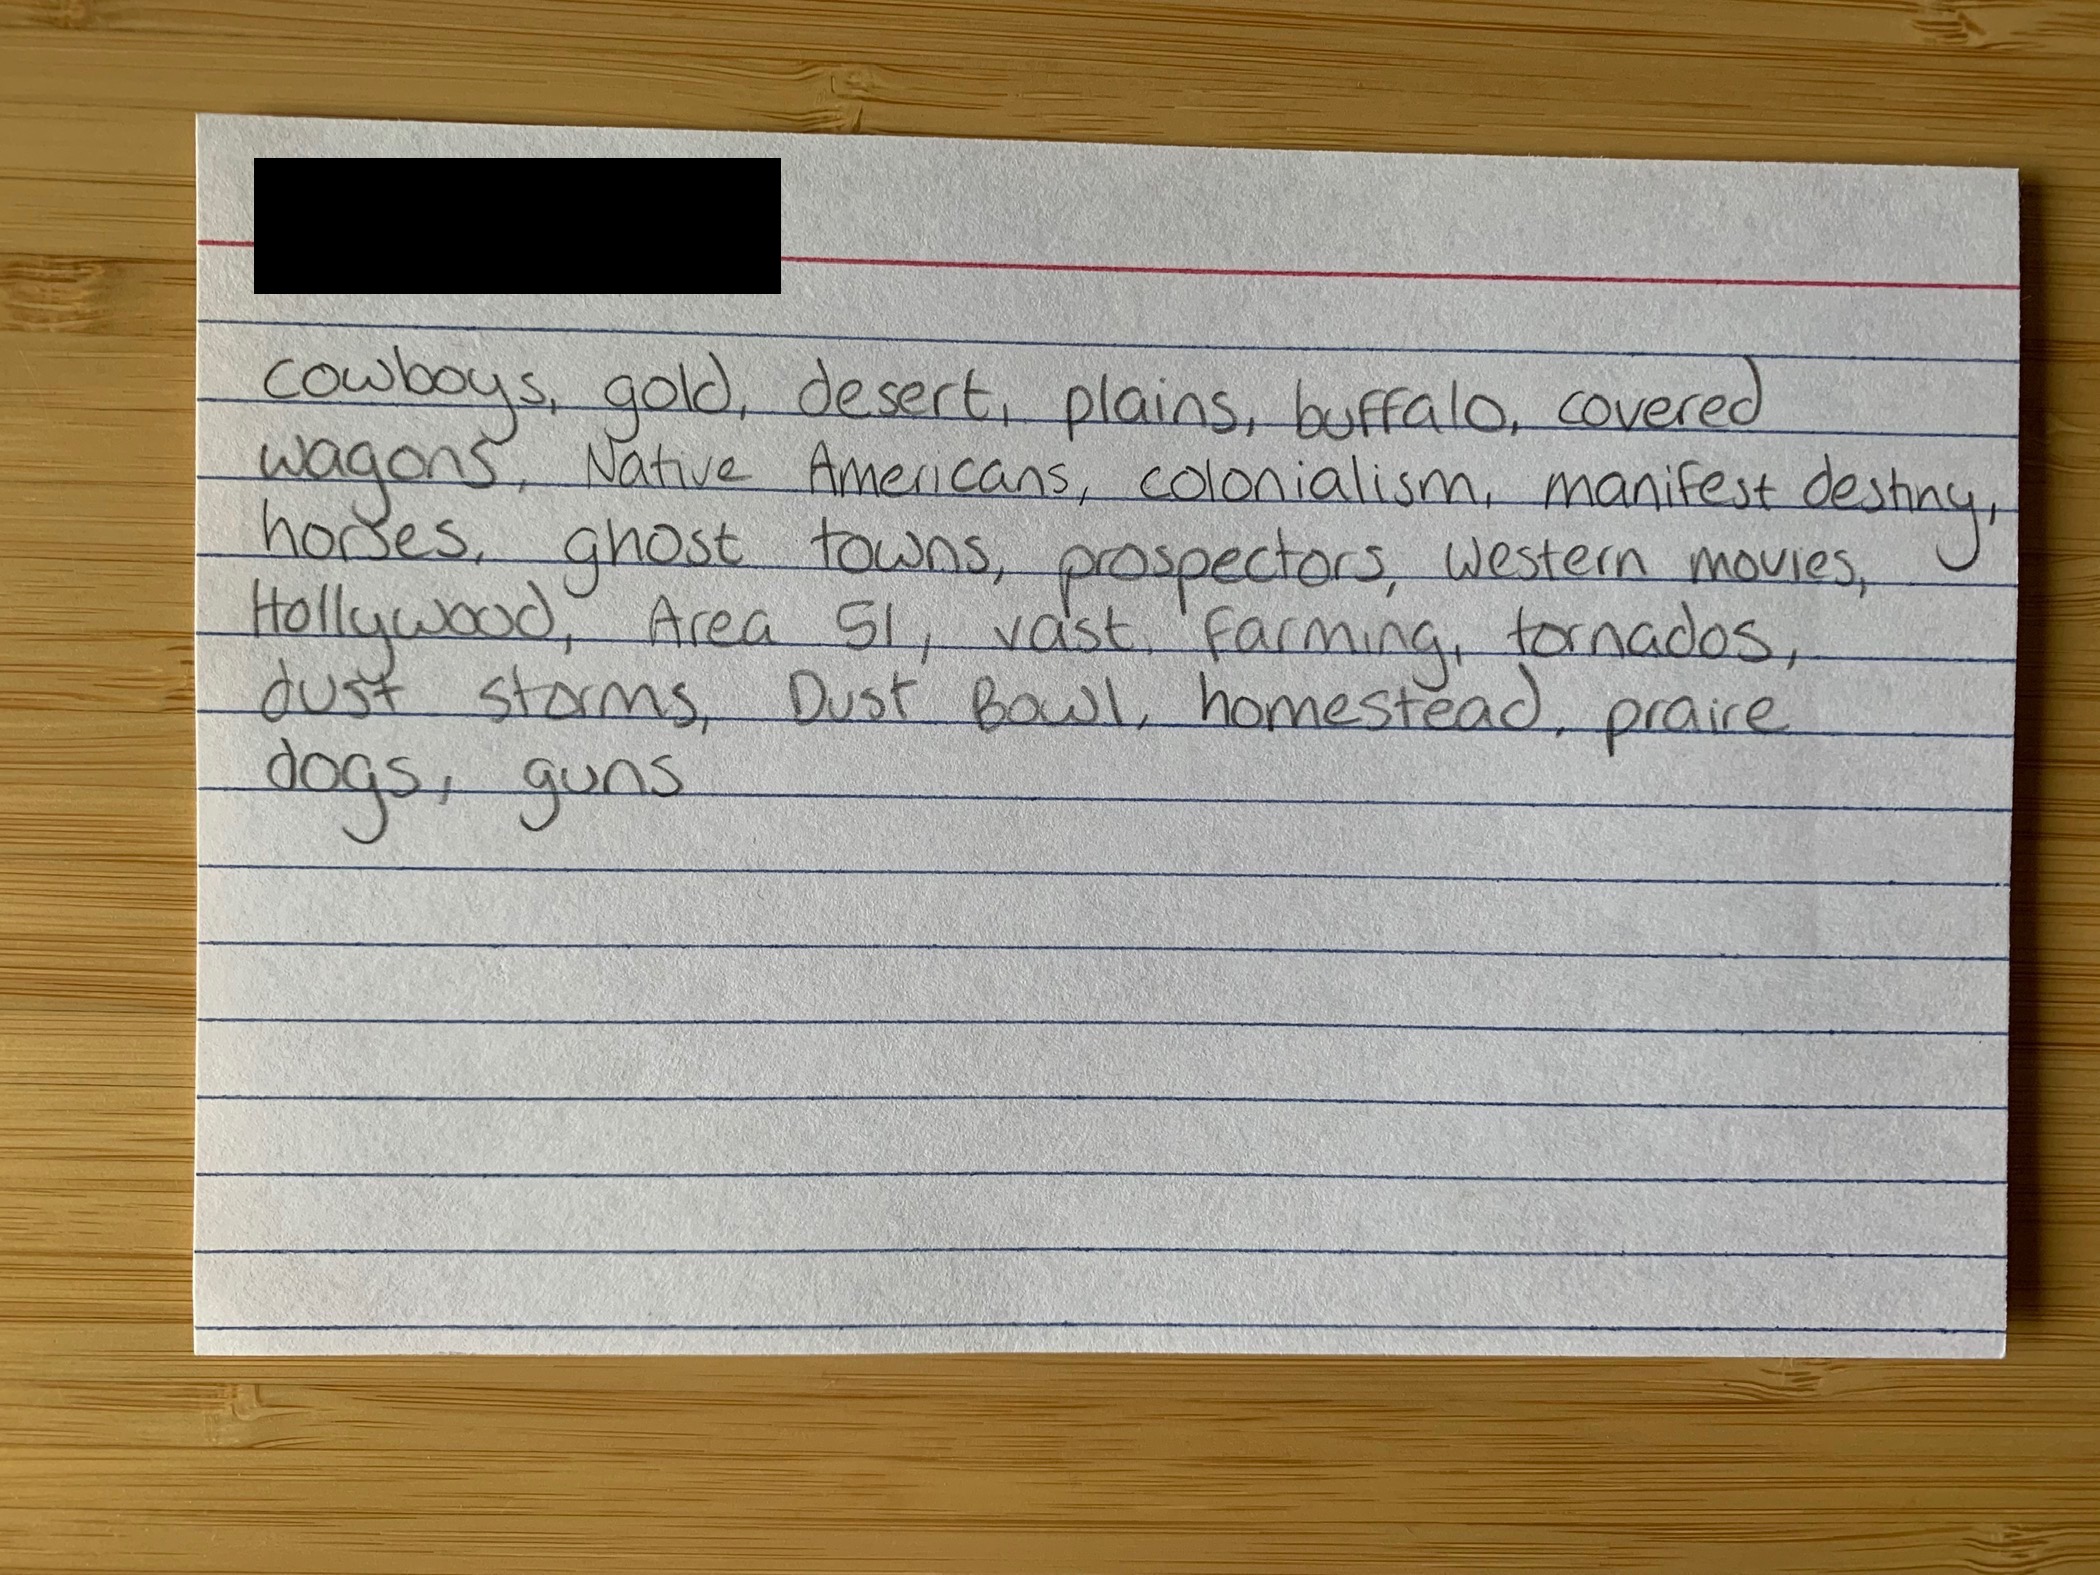 cowboys, gold, desert, plains, buffalo, covered
wagons, Native Americans, colonialism, manifest destiny,
horses, ghost towns, prospectors, Western movies,
Hollywood, Area 51, vast, farming, tornados,
dust storms, Dust Bowl, homestead, praire
dogs, guns